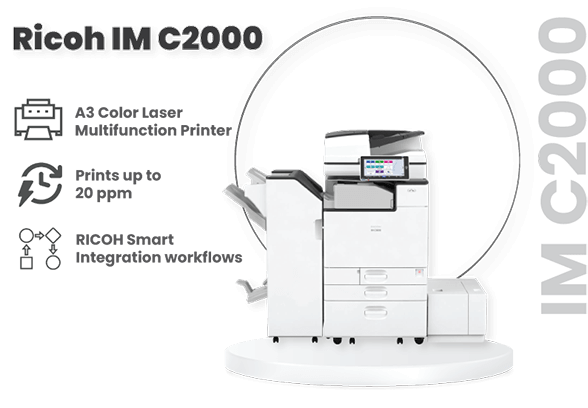 Ricoh IM C2000
A3 Color Laser
Multifunction Printer
Prints up to
20 ppm
RICOH Smart
Integration workflows
IM C2000